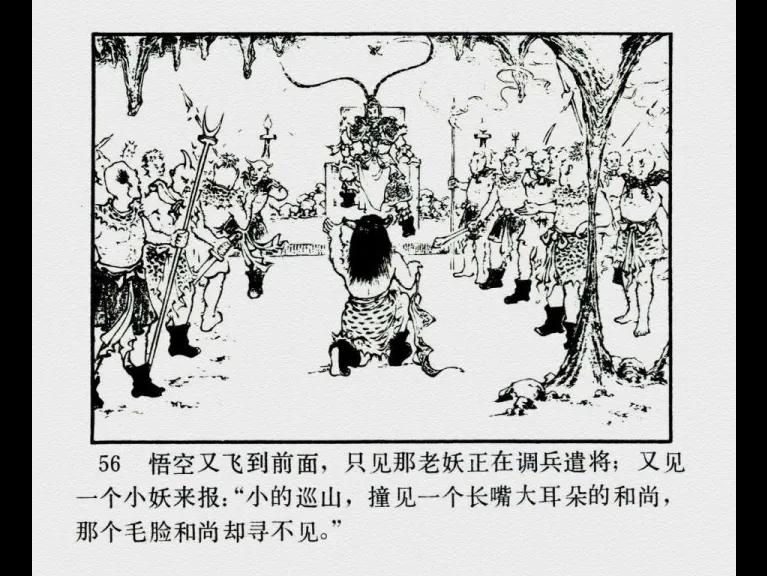 56 悟空又飞到前面，只见那老妖正在调兵遣将；又见
一个小妖来报：“小的巡山，撞见一个长嘴大耳朵的和尚，
那个毛脸和尚却寻不见。”